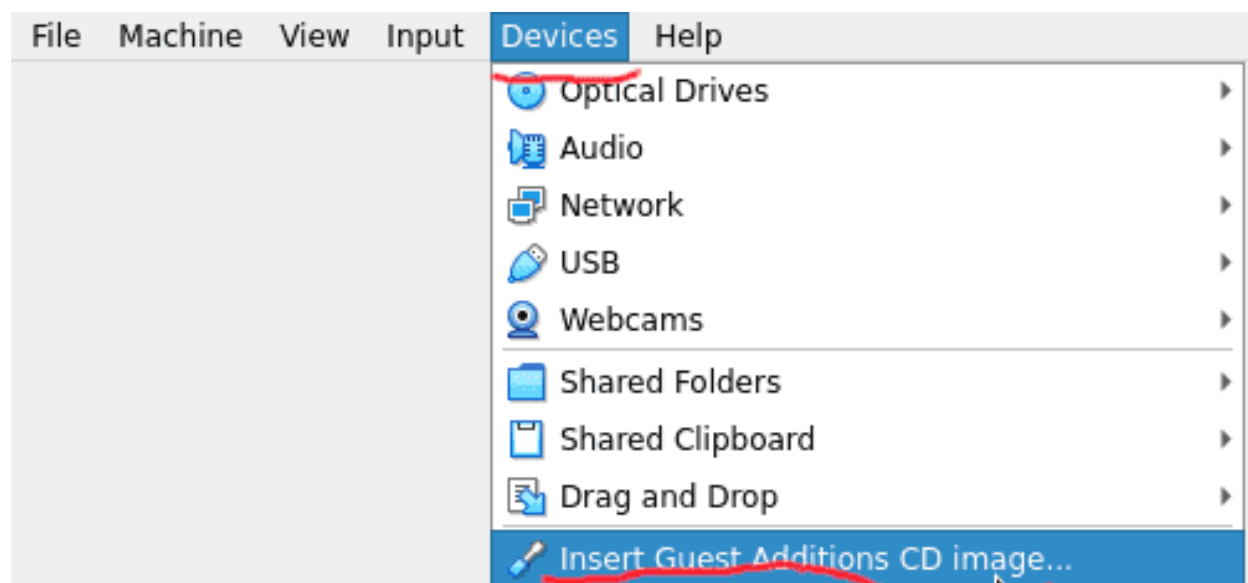 File Machine View Input Devices Help
Optical Drives
Audio
Network
USB
Webcams
Shared Folders
Shared Clipboard
Drag and Drop
Insert Guest Additions CD image...